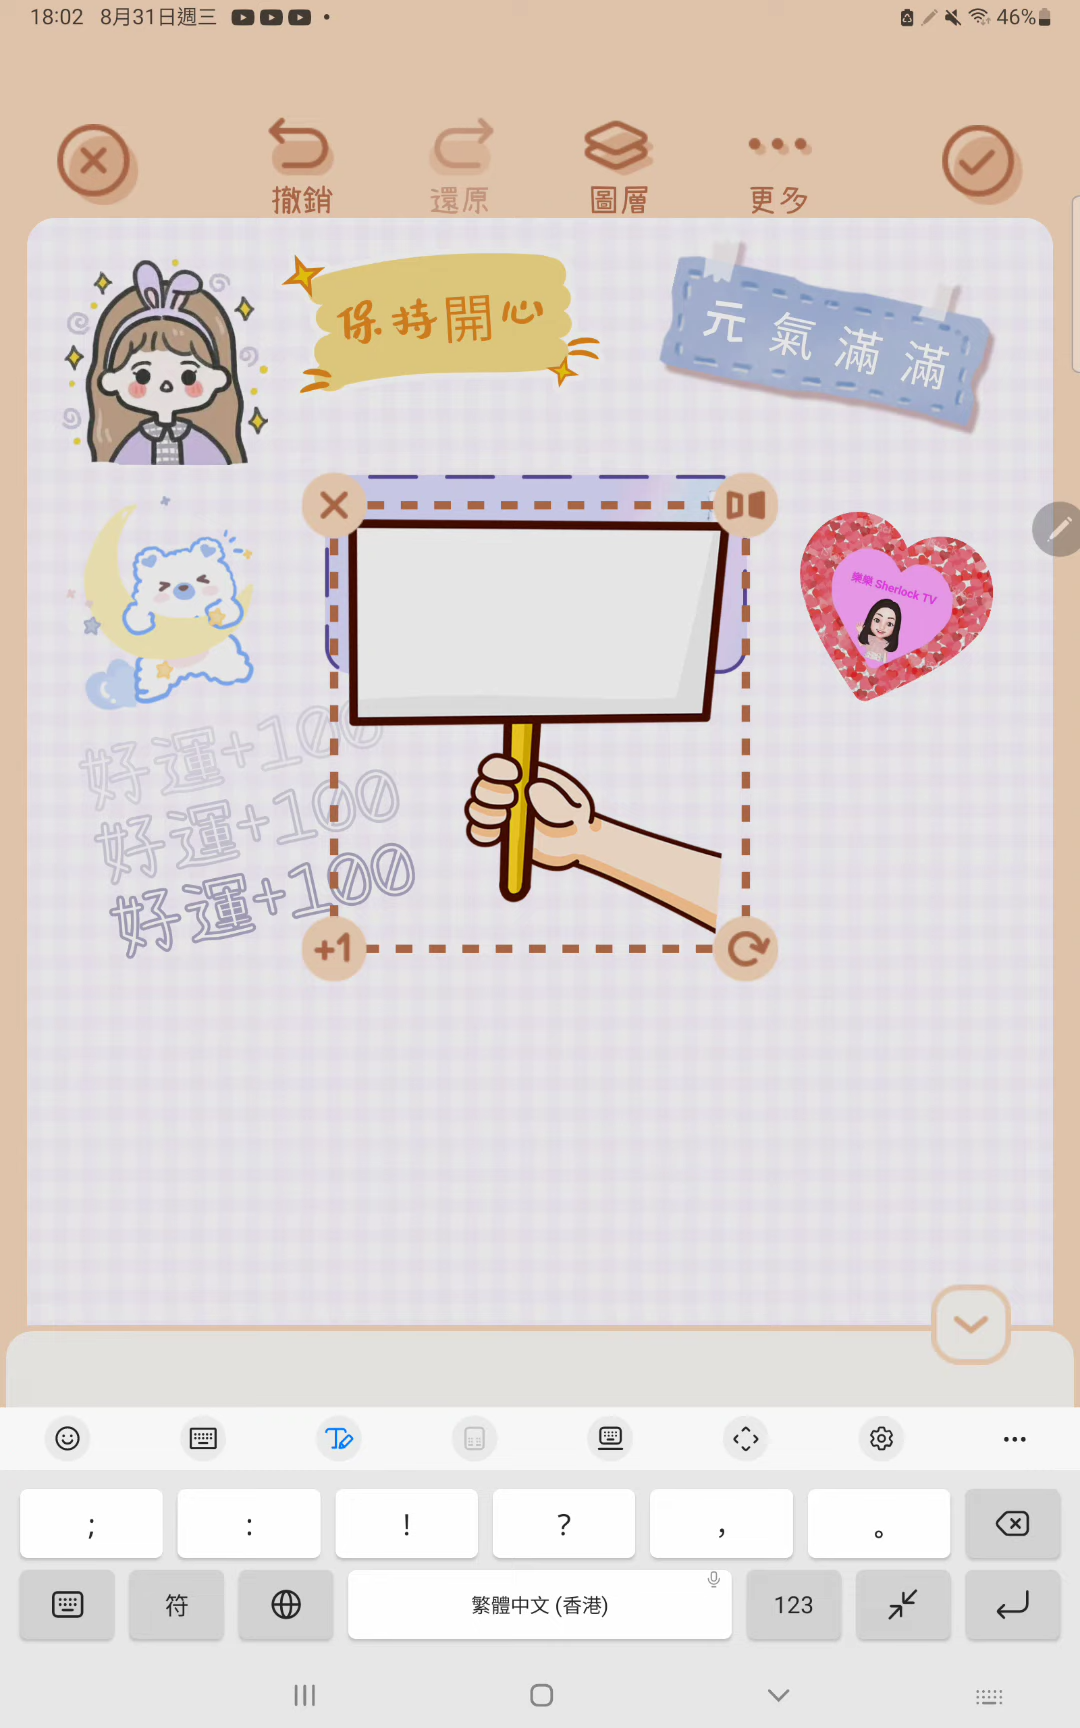 18:02 8月31日週三 46%
撤銷 還原 圖層 更多
保持開心
元氣滿滿
樂樂 Sherlock TV
好運+100
好運+100
好運+100
+1
; : ! ? , 。
符 繁體中文 (香港) 123